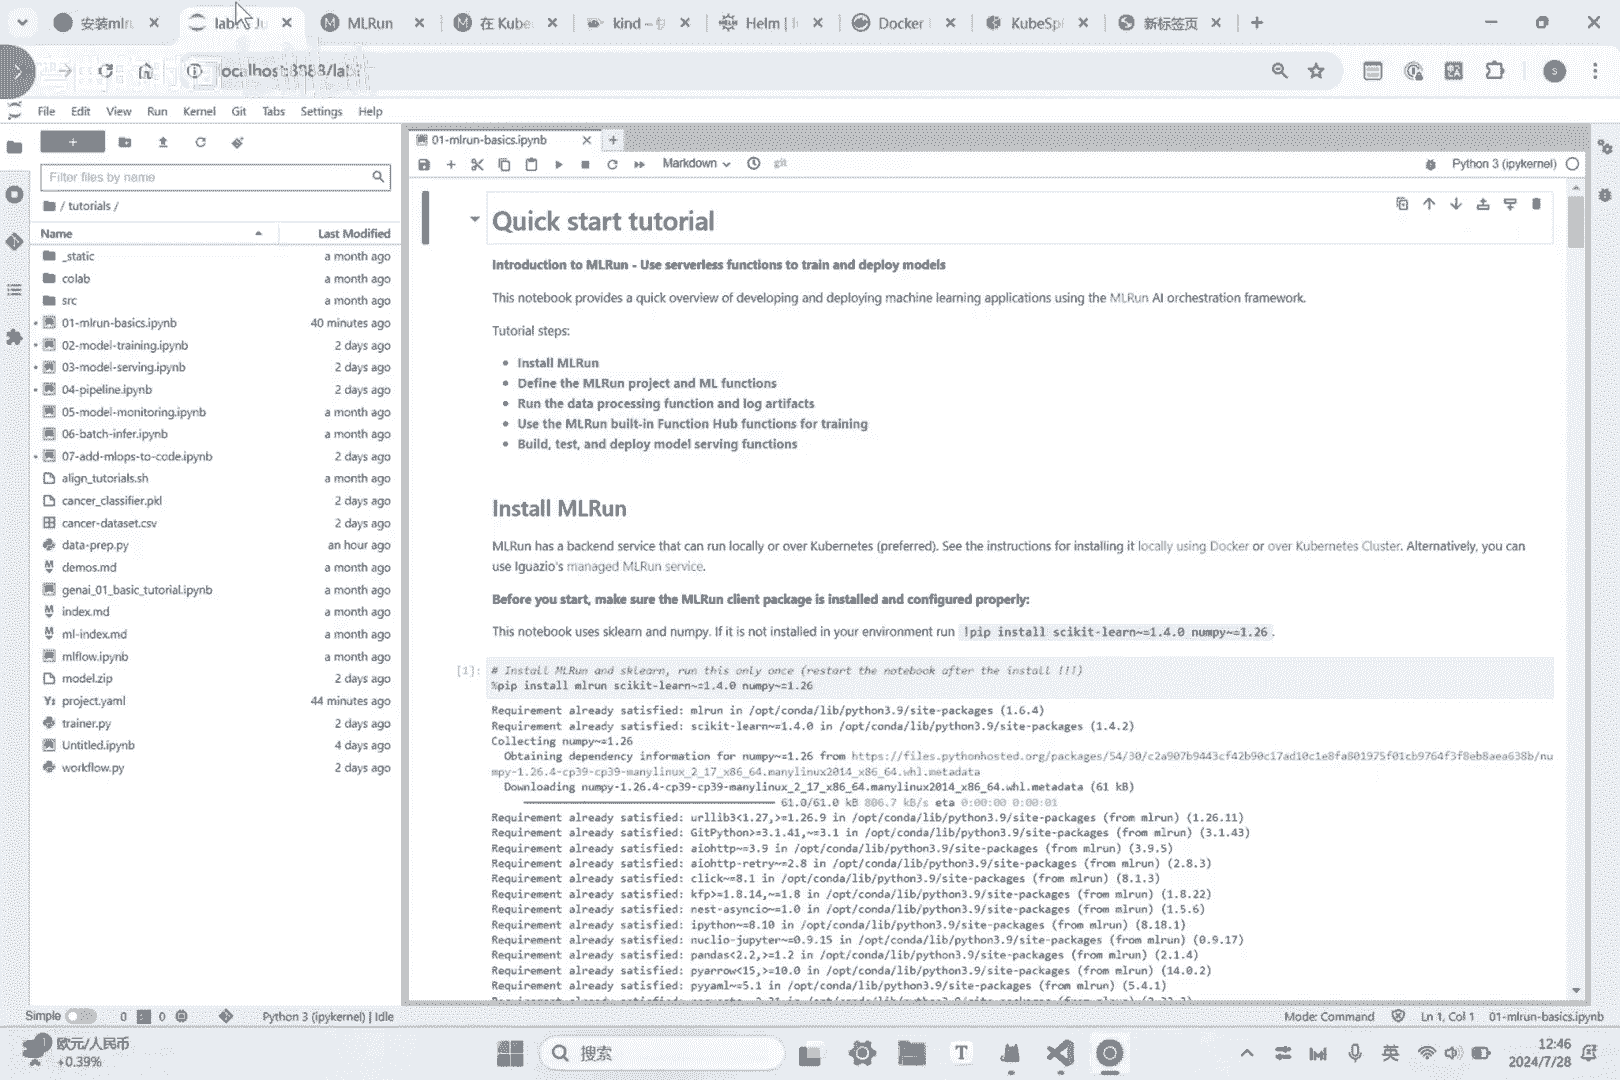 安装mlr
lab
MLRun
在 Kube
kind –
Helm |
Docker
KubeSp
新标签页
localhost:8888/lab?
S
File Edit View Run Kernel Git Tabs Settings Help
Filter files by name
/ tutorials /
Name Last Modified
_static a month ago
colab a month ago
src a month ago
01-mlrun-basics.ipynb 40 minutes ago
02-model-training.ipynb 2 days ago
03-model-serving.ipynb 2 days ago
04-pipeline.ipynb 2 days ago
05-model-monitoring.ipynb a month ago
06-batch-infer.ipynb a month ago
07-add-mlops-to-code.ipynb 2 days ago
align_tutorials.sh a month ago
cancer_classifier.pkl 2 days ago
cancer-dataset.csv 2 days ago
data-prep.py an hour ago
demos.md a month ago
genai_01_basic_tutorial.ipynb a month ago
index.md a month ago
ml-index.md a month ago
mlflow.ipynb a month ago
model.zip 2 days ago
project.yaml 44 minutes ago
trainer.py 2 days ago
Untitled.ipynb 4 days ago
workflow.py 2 days ago
01-mlrun-basics.ipynb
Markdown git Python 3 (ipykernel)
Quick start tutorial
Introduction to MLRun - Use serverless functions to train and deploy models
This notebook provides a quick overview of developing and deploying machine learning applications using the MLRun AI orchestration framework.
Tutorial steps:
• Install MLRun
• Define the MLRun project and ML functions
• Run the data processing function and log artifacts
• Use the MLRun built-in Function Hub functions for training
• Build, test, and deploy model serving functions
Install MLRun
MLRun has a backend service that can run locally or over Kubernetes (preferred). See the instructions for installing it locally using Docker or over Kubernetes Cluster. Alternatively, you can
use Iguazio's managed MLRun service.
Before you start, make sure the MLRun client package is installed and configured properly:
This notebook uses sklearn and numpy. If it is not installed in your environment run !pip install scikit-learn~=1.4.0 numpy~=1.26 .
[1]: # Install MLRun and sklearn, run this only once (restart the notebook after the install !!!)
%pip install mlrun scikit-learn~=1.4.0 numpy~=1.26
Requirement already satisfied: mlrun in /opt/conda/lib/python3.9/site-packages (1.6.4)
Requirement already satisfied: scikit-learn~=1.4.0 in /opt/conda/lib/python3.9/site-packages (1.4.2)
Collecting numpy~=1.26
Obtaining dependency information for numpy~=1.26 from https://files.pythonhosted.org/packages/54/30/c2a907b9443cf42b90c17ad10c1e8fa801975f01cb9764f3f8eb8aea638b/nu
mpy-1.26.4-cp39-cp39-manylinux_2_17_x86_64.manylinux2014_x86_64.whl.metadata
Downloading numpy-1.26.4-cp39-cp39-manylinux_2_17_x86_64.manylinux2014_x86_64.whl.metadata (61 kB)
61.0/61.0 kB 806.7 kB/s eta 0:00:00 0:00:01
Requirement already satisfied: urllib3<1.27,>=1.26.9 in /opt/conda/lib/python3.9/site-packages (from mlrun) (1.26.11)
Requirement already satisfied: GitPython>=3.1.41,~=3.1 in /opt/conda/lib/python3.9/site-packages (from mlrun) (3.1.43)
Requirement already satisfied: aiohttp~=3.9 in /opt/conda/lib/python3.9/site-packages (from mlrun) (3.9.5)
Requirement already satisfied: aiohttp-retry~=2.8 in /opt/conda/lib/python3.9/site-packages (from mlrun) (2.8.3)
Requirement already satisfied: click~=8.1 in /opt/conda/lib/python3.9/site-packages (from mlrun) (8.1.3)
Requirement already satisfied: kfp>=1.8.14,~=1.8 in /opt/conda/lib/python3.9/site-packages (from mlrun) (1.8.22)
Requirement already satisfied: nest-asyncio~=1.0 in /opt/conda/lib/python3.9/site-packages (from mlrun) (1.5.6)
Requirement already satisfied: ipython~=8.10 in /opt/conda/lib/python3.9/site-packages (from mlrun) (8.18.1)
Requirement already satisfied: nuclio-jupyter~=0.9.15 in /opt/conda/lib/python3.9/site-packages (from mlrun) (0.9.17)
Requirement already satisfied: pandas<2.2,>=1.2 in /opt/conda/lib/python3.9/site-packages (from mlrun) (2.1.4)
Requirement already satisfied: pyarrow<15,>=10.0 in /opt/conda/lib/python3.9/site-packages (from mlrun) (14.0.2)
Requirement already satisfied: pyyaml~=5.1 in /opt/conda/lib/python3.9/site-packages (from mlrun) (5.4.1)
Simple 0 0 Python 3 (ipykernel) | Idle Mode: Command Ln 1, Col 1 01-mlrun-basics.ipynb
欧元/人民币
+0.39%
搜索
英
12:46
2024/7/28